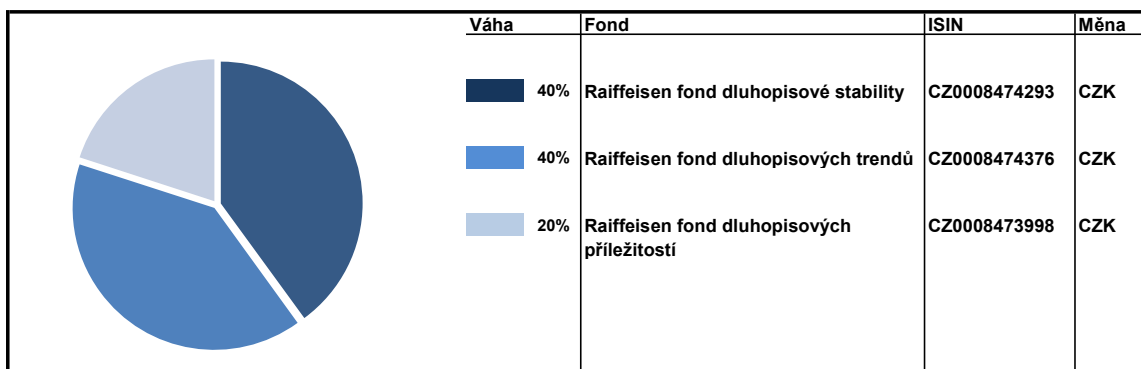 Váha Fond ISIN Měna
40% Raiffeisen fond dluhopisové stability CZ0008474293 CZK
40% Raiffeisen fond dluhopisových trendů CZ0008474376 CZK
20% Raiffeisen fond dluhopisových CZ0008473998 CZK
příležitostí